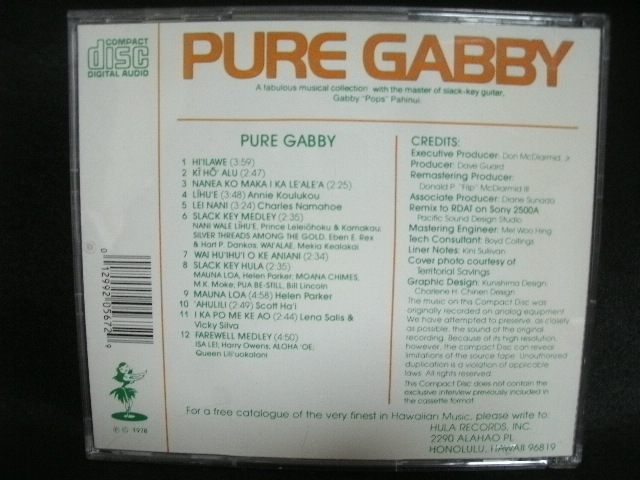 COMPACT
disc
DIGITAL AUDIO
PURE GABBY
A fabulous musical collection with the master of slack-key guitar,
Gabby "Pops" Pahinui.
PURE GABBY
1 HI'ILAWE (3:59)
2 KĪ HŌ' ALU (2:47)
3 NANEA KO MAKA I KA LE'ALE'A (2:25)
4 LĪHU'E (3:48) Annie Koulukou
5 LEI NANI (3:24) Charles Namahoe
6 SLACK KEY MEDLEY (2:35)
NANI WALE LĪHU'E, Prince Leleiōhoku & Kamakau;
SILVER THREADS AMONG THE GOLD, Eben E. Rex
& Hart P. Dankas; WAI'ALAE, Mekia Kealakai
7 WAI HU'IHU'I O KE ANIANI (2:34)
8 SLACK KEY HULA (2:35)
MAUNA LOA, Helen Parker; MOANA CHIMES,
M.K. Moke; PUA BE-STILL, Bill Lincoln
9 MAUNA LOA (4:58) Helen Parker
10 'AHULILI (2:49) Scott Ha'i
11 I KA PO ME KE AO (2:44) Lena Salis &
Vicky Silva
12 FAREWELL MEDLEY (4:50)
ISA LEI; Harry Owens; ALOHA 'OE;
Queen Lili'uokalani
CREDITS:
Executive Producer: Don McDiarmid, Jr.
Producer: Dave Guard
Remastering Producer:
Donald P. "Flip" McDiarmid III
Associate Producer: Diane Sunada
Remix to RDAT on Sony 2500A
Pacific Sound Design Studio
Mastering Engineer: Mel Woo Hing
Tech Consultant: Boyd Collings
Liner Notes: Kini Sullivan
Cover photo courtesy of
Territorial Savings
Graphic Design: Kunishima Design,
Charlene H. Chinen Design
The music on this Compact Disc was
originally recorded on analog equipment.
We have attempted to preserve, as closely
as possible, the sound of the original
recording. Because of its high resolution,
however, the compact Disc can reveal
limitations of the source tape. Unauthorized
duplication is a violation of applicable
laws. All rights reserved.
This Compact Disc does not contain the
exclusive interview previously included in
the cassette format.
0 12992 05672 9
℗ © 1978
For a free catalogue of the very finest in Hawaiian Music, please write to:
HULA RECORDS, INC.
2290 ALAHAO PL
HONOLULU, HAWAII 96819